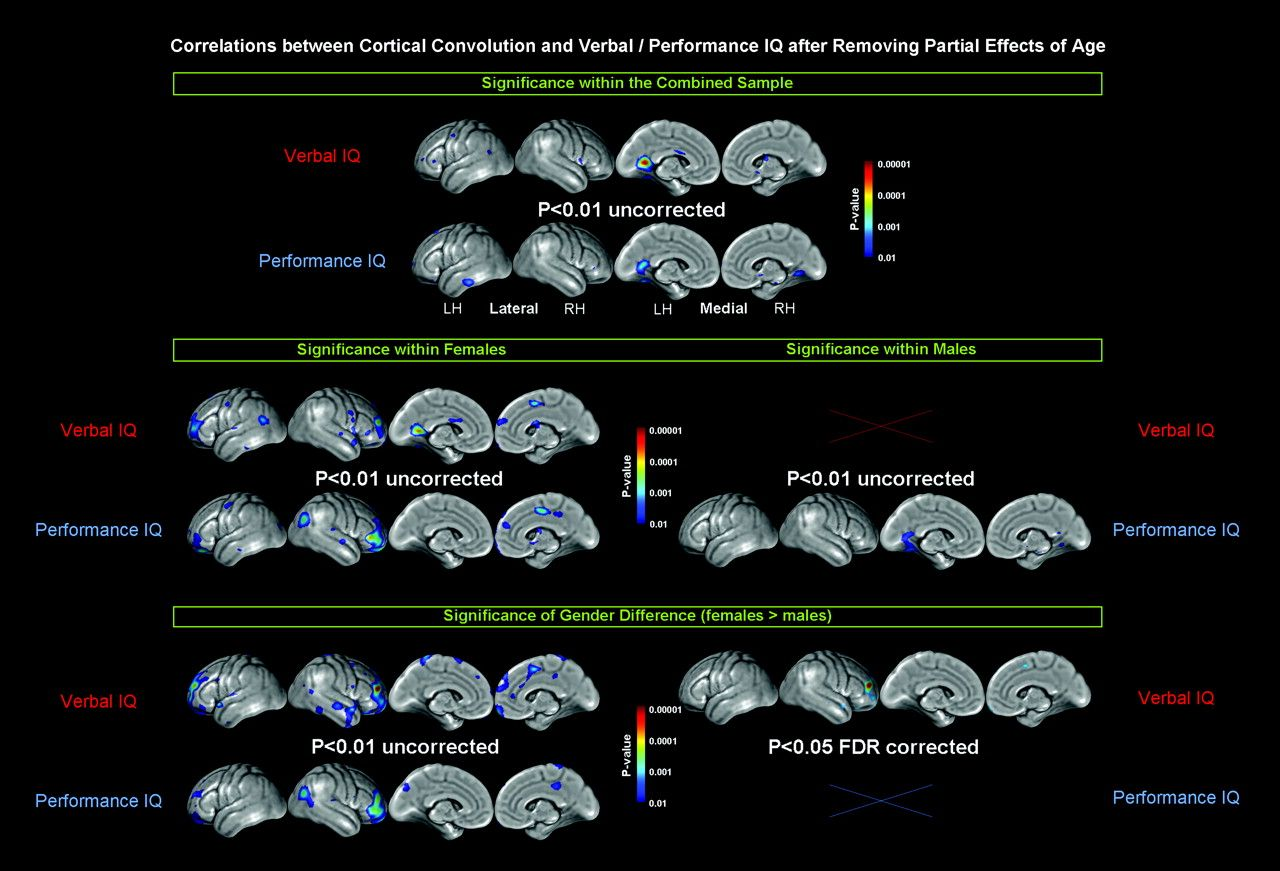 Correlations between Cortical Convolution and Verbal / Performance IQ after Removing Partial Effects of Age
Significance within the Combined Sample
Verbal IQ
P<0.01 uncorrected
Performance IQ
LH Lateral RH LH Medial RH
P-value
0.00001
0.0001
0.001
0.01
Significance within Females
Significance within Males
Verbal IQ
P<0.01 uncorrected
Performance IQ
P-value
0.00001
0.0001
0.001
0.01
Verbal IQ
P<0.01 uncorrected
Performance IQ
Significance of Gender Difference (females > males)
Verbal IQ
P<0.01 uncorrected
Performance IQ
P-value
0.00001
0.0001
0.001
0.01
Verbal IQ
P<0.05 FDR corrected
Performance IQ